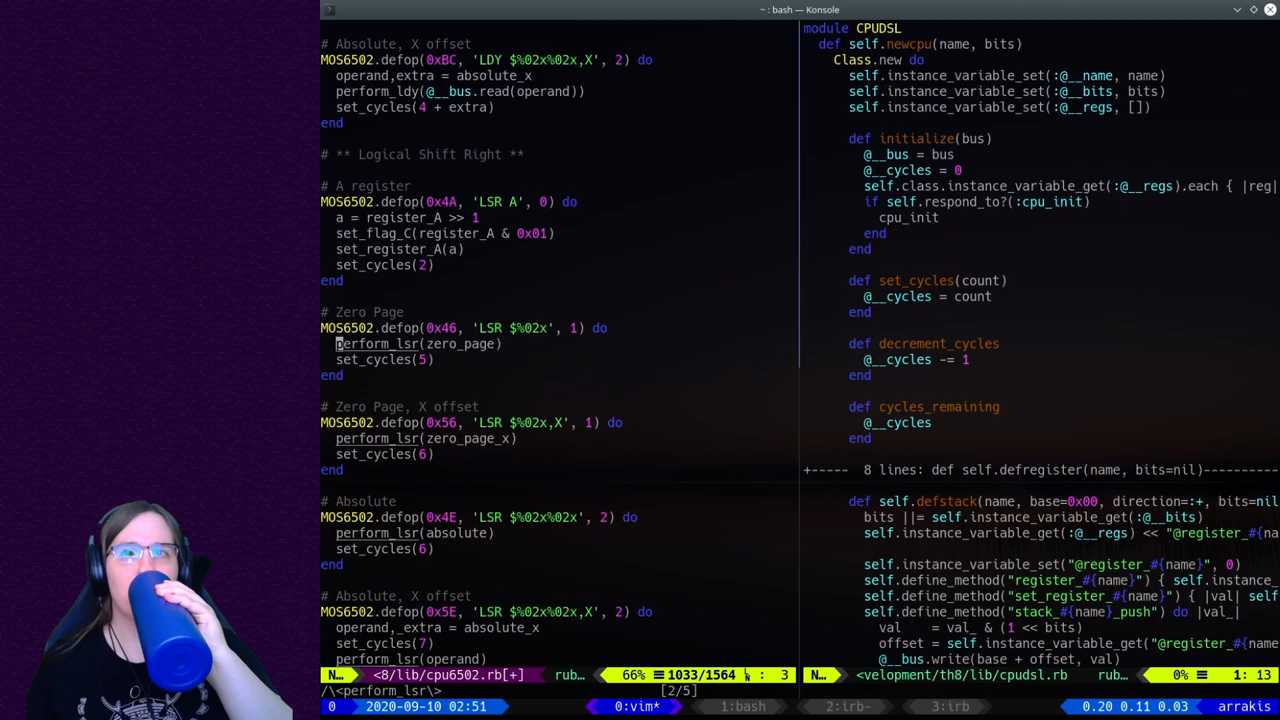 ~ : bash — Konsole
# Absolute, X offset
MOS6502.defop(0xBC, 'LDY $%02x%02x,X', 2) do
operand,extra = absolute_x
perform_ldy(@__bus.read(operand))
set_cycles(4 + extra)
end
# ** Logical Shift Right **
# A register
MOS6502.defop(0x4A, 'LSR A', 0) do
a = register_A >> 1
set_flag_C(register_A & 0x01)
set_register_A(a)
set_cycles(2)
end
# Zero Page
MOS6502.defop(0x46, 'LSR $%02x', 1) do
perform_lsr(zero_page)
set_cycles(5)
end
# Zero Page, X offset
MOS6502.defop(0x56, 'LSR $%02x,X', 1) do
perform_lsr(zero_page_x)
set_cycles(6)
end
# Absolute
MOS6502.defop(0x4E, 'LSR $%02x%02x', 2) do
perform_lsr(absolute)
set_cycles(6)
end
# Absolute, X offset
MOS6502.defop(0x5E, 'LSR $%02x%02x,X', 2) do
operand,_extra = absolute_x
set_cycles(7)
perform_lsr(operand)
N… <8/lib/cpu6502.rb[+] rub… 66% 1033/1564 : 3
/\<perform_lsr\> [2/5]
module CPUDSL
def self.newcpu(name, bits)
Class.new do
self.instance_variable_set(:@__name, name)
self.instance_variable_set(:@__bits, bits)
self.instance_variable_set(:@__regs, [])
def initialize(bus)
@__bus = bus
@__cycles = 0
self.class.instance_variable_get(:@__regs).each { |reg|
if self.respond_to?(:cpu_init)
cpu_init
end
end
def set_cycles(count)
@__cycles = count
end
def decrement_cycles
@__cycles -= 1
end
def cycles_remaining
@__cycles
end
+----- 8 lines: def self.defregister(name, bits=nil)----------
def self.defstack(name, base=0x00, direction=:+, bits=nil
bits ||= self.instance_variable_get(:@__bits)
self.instance_variable_get(:@__regs) << "@register_#{na
self.instance_variable_set("@register_#{name}", 0)
self.define_method("register_#{name}") { self.instance_
self.define_method("set_register_#{name}") { |val| self
self.define_method("stack_#{name}_push") do |val_|
val = val_ & (1 << bits)
offset = self.instance_variable_get("@register_#{name
@__bus.write(base + offset, val)
N… <velopment/th8/lib/cpudsl.rb rub… 0% 1: 13
0 2020-09-10 02:51 0:vim* 1:bash 2:irb- 3:irb 0.20 0.11 0.03 arrakis